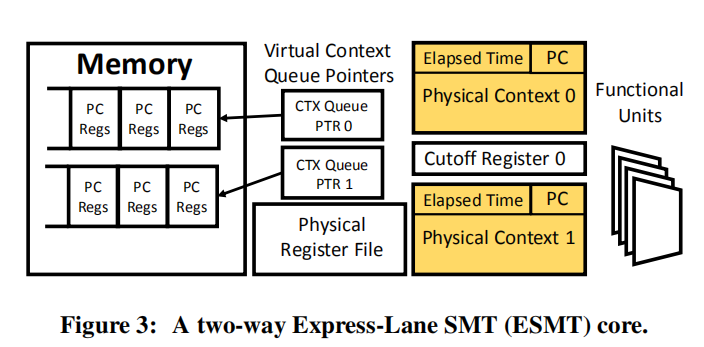 Memory
PC PC PC
Regs Regs Regs
PC PC PC
Regs Regs Regs
Virtual Context
Queue Pointers
CTX Queue
PTR 0
CTX Queue
PTR 1
Physical
Register File
Elapsed Time PC
Physical Context 0
Cutoff Register 0
Elapsed Time PC
Physical Context 1
Functional
Units
Figure 3: A two-way Express-Lane SMT (ESMT) core.